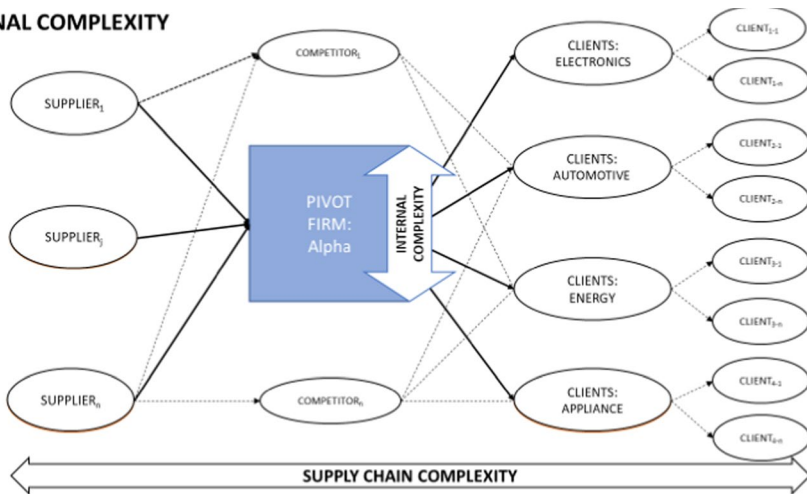 NAL COMPLEXITY
SUPPLIER₁
SUPPLIERⱼ
SUPPLIERₙ
COMPETITOR₁
PIVOT
FIRM:
Alpha
INTERNAL
COMPLEXITY
COMPETITORₙ
CLIENTS:
ELECTRONICS
CLIENTS:
AUTOMOTIVE
CLIENTS:
ENERGY
CLIENTS:
APPLIANCE
CLIENT₁₋₁
CLIENT₁₋ₙ
CLIENT₂₋₁
CLIENT₂₋ₙ
CLIENT₃₋₁
CLIENT₃₋ₙ
CLIENT₄₋₁
CLIENT₄₋ₙ
SUPPLY CHAIN COMPLEXITY